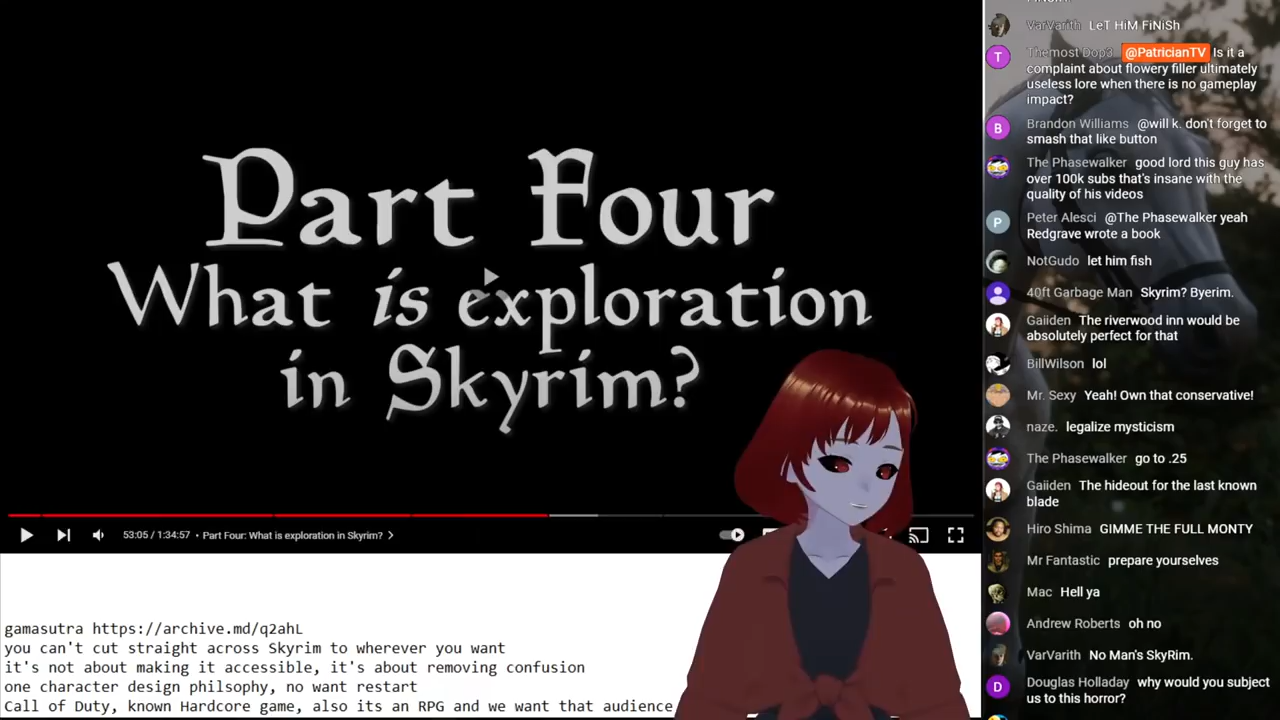 Part Four
What is exploration
in Skyrim?
53:05 / 1:34:57 • Part Four: What is exploration in Skyrim? >
gamasutra https://archive.md/q2ahL
you can't cut straight across Skyrim to wherever you want
it's not about making it accessible, it's about removing confusion
one character design philsophy, no want restart
Call of Duty, known Hardcore game, also its an RPG and we want that audience
VarVarith LeT HiM FiNiSh
T
Themost Dop3 @PatricianTV Is it a
complaint about flowery filler ultimately
useless lore when there is no gameplay
impact?
B
Brandon Williams @will k. don't forget to
smash that like button
The Phasewalker good lord this guy has
over 100k subs that's insane with the
quality of his videos
P
Peter Alesci @The Phasewalker yeah
Redgrave wrote a book
NotGudo let him fish
40ft Garbage Man Skyrim? Byerim.
Gaiiden The riverwood inn would be
absolutely perfect for that
BillWilson lol
Mr. Sexy Yeah! Own that conservative!
naze. legalize mysticism
The Phasewalker go to .25
Gaiiden The hideout for the last known
blade
Hiro Shima GIMME THE FULL MONTY
Mr Fantastic prepare yourselves
Mac Hell ya
Andrew Roberts oh no
VarVarith No Man's SkyRim.
D
Douglas Holladay why would you subject
us to this horror?